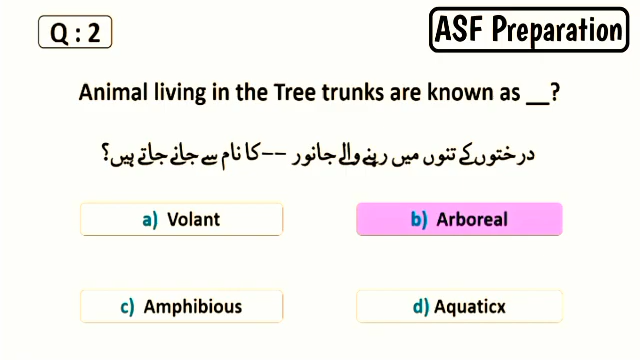 Q : 2
ASF Preparation
Animal living in the Tree trunks are known as __?
درختوں کے تنوں میں رہنے والے جانور -- کا نام سے جانے جاتے ہیں؟
a) Volant
b) Arboreal
c) Amphibious
d) Aquaticx